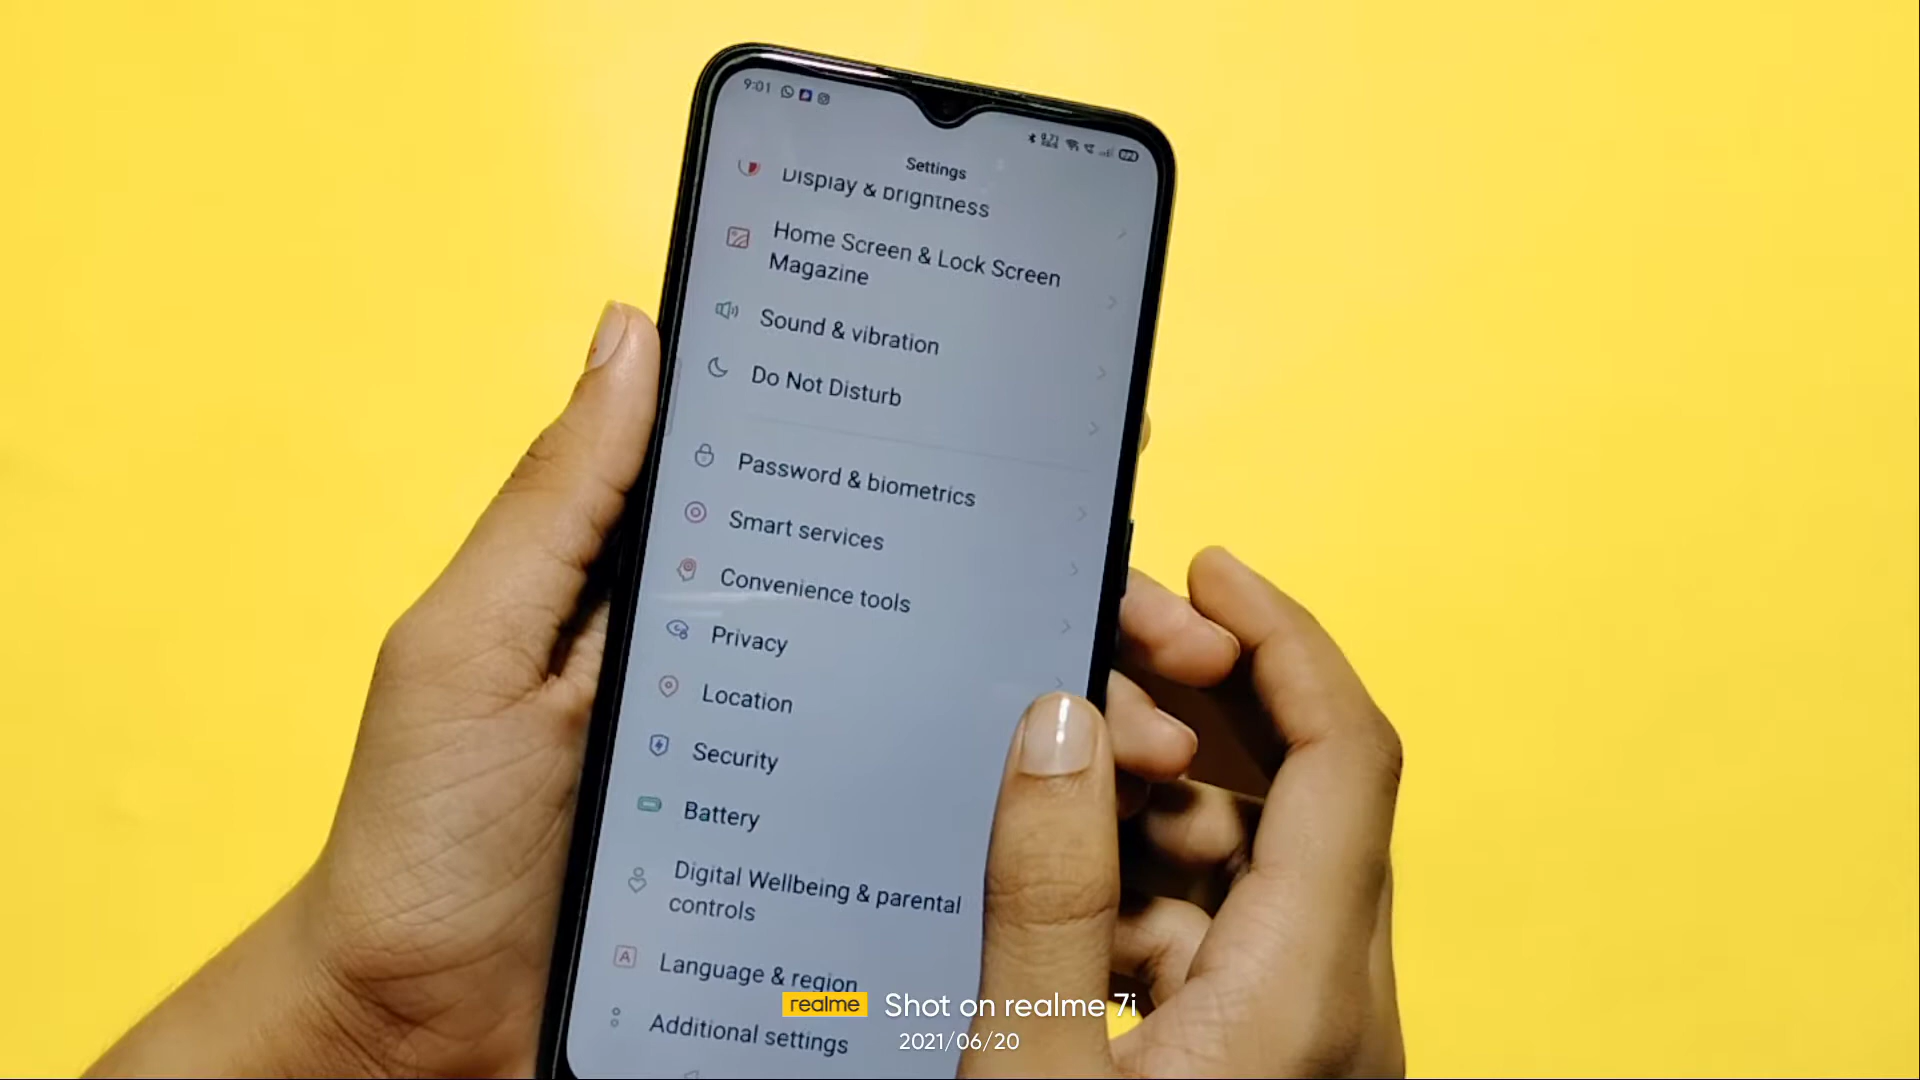 9:01
Settings
Display & brightness
Home Screen & Lock Screen
Magazine
Sound & vibration
Do Not Disturb
Password & biometrics
Smart services
Convenience tools
Privacy
Location
Security
Battery
Digital Wellbeing & parental
controls
Language & region
Additional settings
realme Shot on realme 7i
2021/06/20